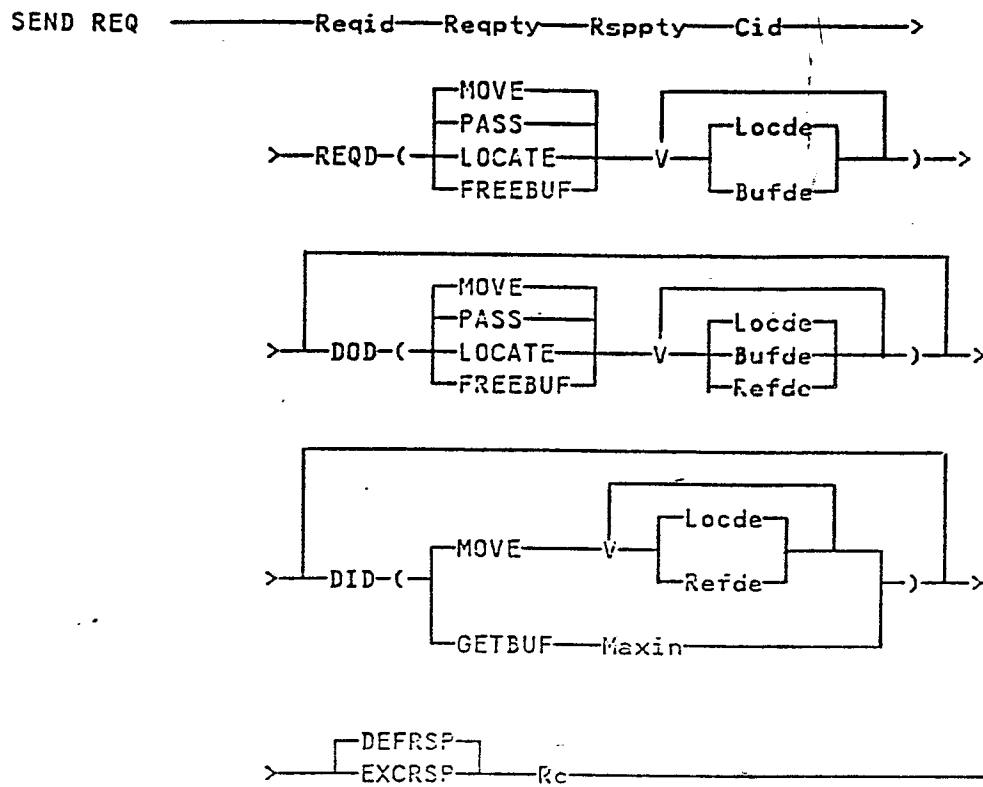 SEND REQ Reqid Reqpty Rsppty Cid >
MOVE
PASS Locde
>REQD ( LOCATE V ) >
FREEBUF Bufde
MOVE
PASS Locde
> DOD ( LOCATE V Bufde ) >
FREEBUF Refde
Locde
MOVE V
Refde
> DID ( ) >
GETBUF Maxin
DEFRSP
> EXCRSP Rc